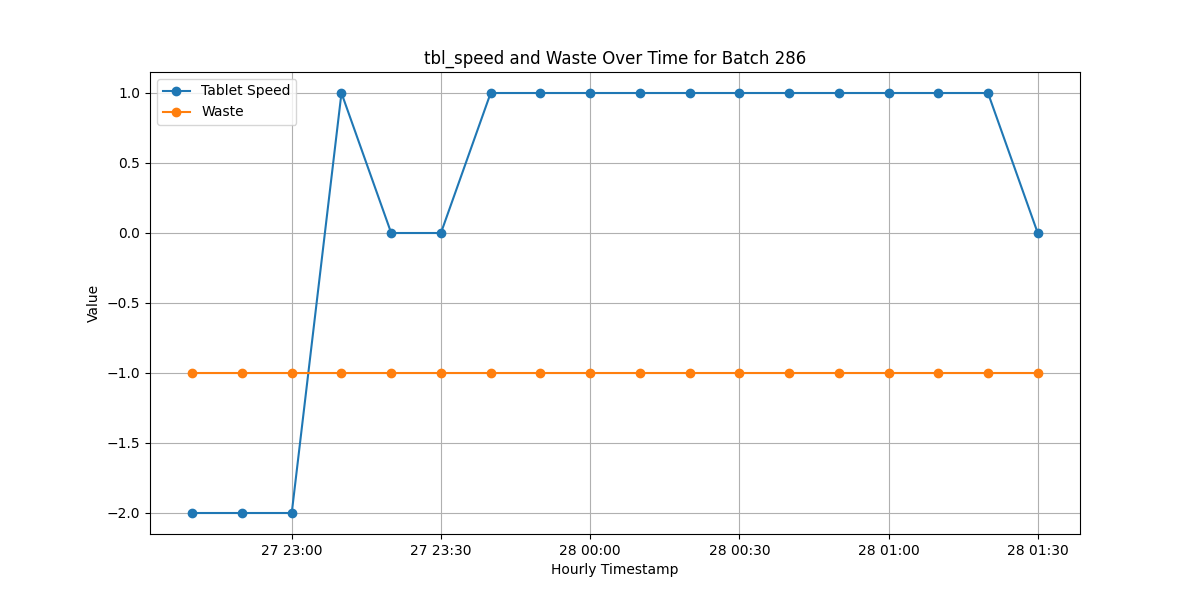 tbl_speed and Waste Over Time for Batch 286
Tablet Speed
Waste
1.0
0.5
0.0
−0.5
−1.0
−1.5
−2.0
Value
27 23:00 27 23:30 28 00:00 28 00:30 28 01:00 28 01:30
Hourly Timestamp